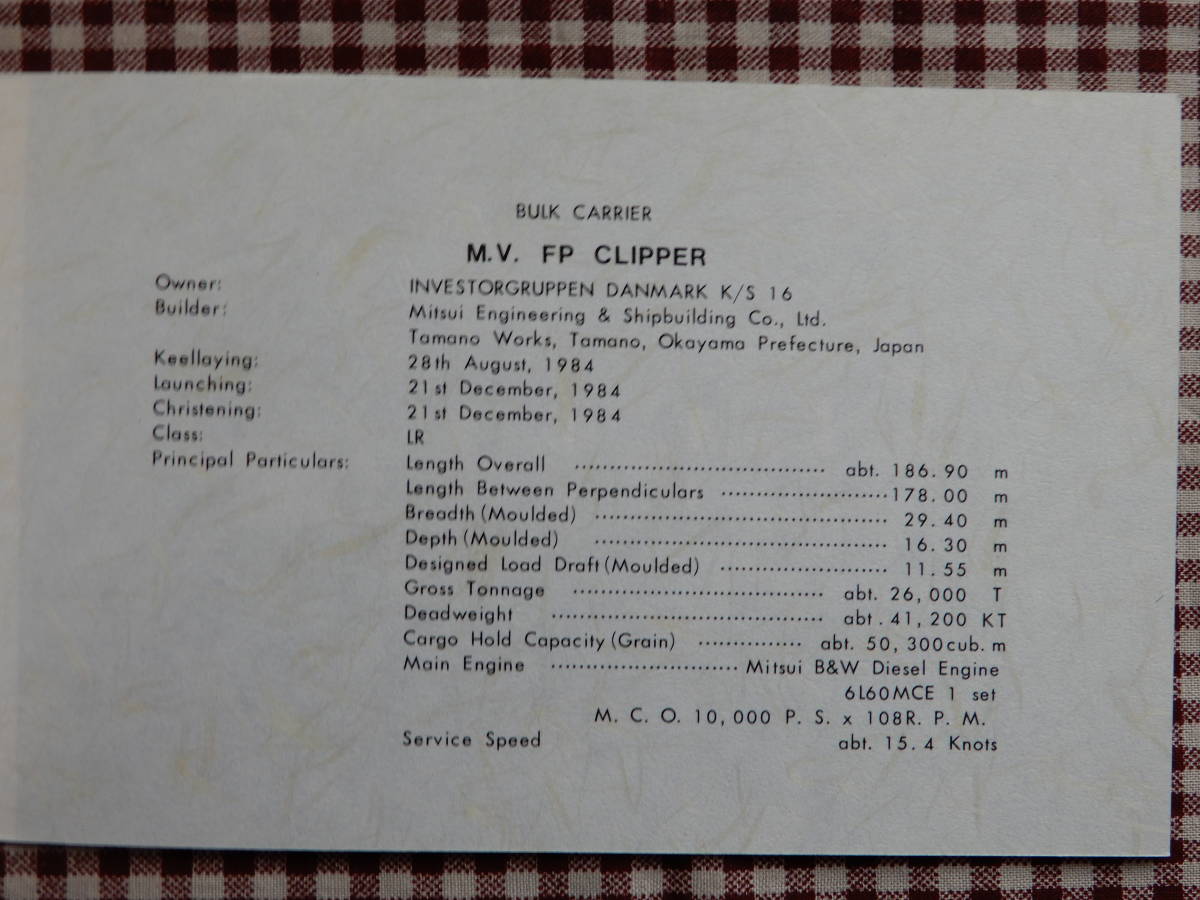 BULK CARRIER
M.V. FP CLIPPER
Owner: INVESTORGRUPPEN DANMARK K/S 16
Builder: Mitsui Engineering & Shipbuilding Co., Ltd.
Tamano Works, Tamano, Okayama Prefecture, Japan
Keellaying: 28th August, 1984
Launching: 21st December, 1984
Christening: 21st December, 1984
Class: LR
Principal Particulars: Length Overall ·································· abt. 186.90 m
Length Between Perpendiculars ························178.00 m
Breadth (Moulded) ········································ 29.40 m
Depth (Moulded) ········································ 16.30 m
Designed Load Draft (Moulded) ························ 11.55 m
Gross Tonnage ·································· abt. 26,000 T
Deadweight ····································· abt. 41,200 KT
Cargo Hold Capacity (Grain) ··············· abt. 50,300cub. m
Main Engine ··························· Mitsui B&W Diesel Engine
6L60MCE 1 set
M. C. O. 10,000 P. S. x 108R. P. M.
Service Speed abt. 15.4 Knots